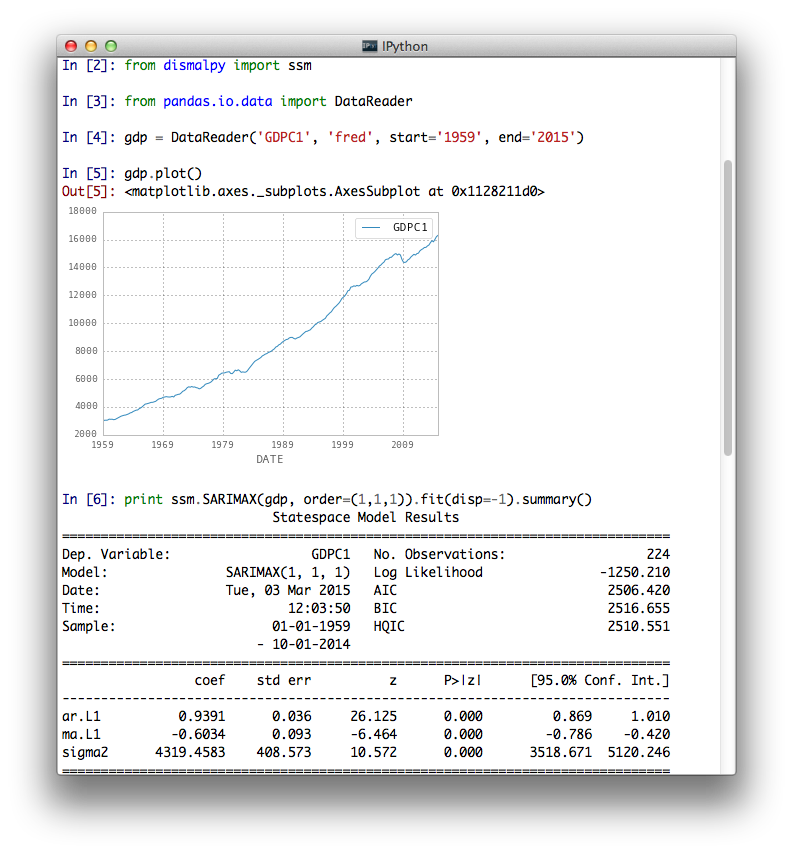 IPython
In [2]: from dismalpy import ssm
In [3]: from pandas.io.data import DataReader
In [4]: gdp = DataReader('GDPC1', 'fred', start='1959', end='2015')
In [5]: gdp.plot()
Out[5]: <matplotlib.axes._subplots.AxesSubplot at 0x1128211d0>
18000
GDPC1
16000
14000
12000
10000
8000
6000
4000
2000
1959 1969 1979 1989 1999 2009
DATE
In [6]: print ssm.SARIMAX(gdp, order=(1,1,1)).fit(disp=-1).summary()
Statespace Model Results
==============================================================================
Dep. Variable: GDPC1 No. Observations: 224
Model: SARIMAX(1, 1, 1) Log Likelihood -1250.210
Date: Tue, 03 Mar 2015 AIC 2506.420
Time: 12:03:50 BIC 2516.655
Sample: 01-01-1959 HQIC 2510.551
- 10-01-2014
==============================================================================
coef std err z P>|z| [95.0% Conf. Int.]
------------------------------------------------------------------------------
ar.L1 0.9391 0.036 26.125 0.000 0.869 1.010
ma.L1 -0.6034 0.093 -6.464 0.000 -0.786 -0.420
sigma2 4319.4583 408.573 10.572 0.000 3518.671 5120.246
==============================================================================